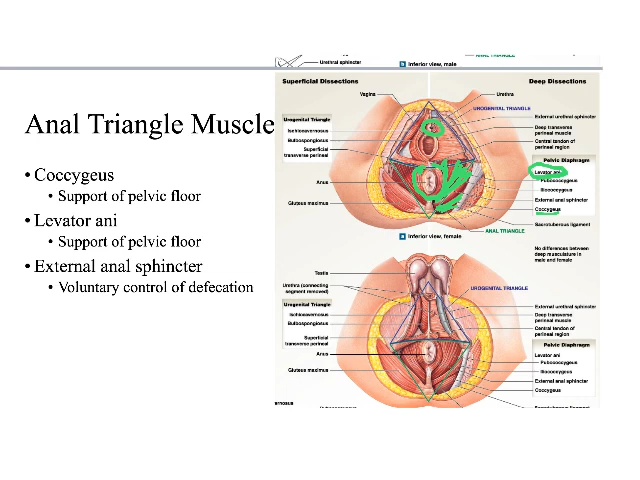 Urethral sphincter
ANAL TRIANGLE
a Inferior view, male
Superficial Dissections
Deep Dissections
Vagina
Urethra
UROGENITAL TRIANGLE
Urogenital Triangle
External urethral sphincter
Ischiocavernosus
Deep transverse
perineal muscle
Bulbospongiosus
Central tendon of
perineal region
Superficial
transverse perineal
Pelvic Diaphragm
Levator ani
Pubococcygeus
Anus
Iliococcygeus
External anal sphincter
Gluteus maximus
Coccygeus
Sacrotuberous ligament
ANAL TRIANGLE
a Inferior view, female
No differences between
deep musculature in
male and female
Testis
Urethra (connecting
segment removed)
UROGENITAL TRIANGLE
Urogenital Triangle
External urethral sphincter
Ischiocavernosus
Deep transverse
perineal muscle
Bulbospongiosus
Central tendon of
perineal region
Superficial
transverse perineal
Pelvic Diaphragm
Anus
Levator ani
Pubococcygeus
Gluteus maximus
Iliococcygeus
External anal sphincter
Coccygeus
ernosus
Anal Triangle Muscle
• Coccygeus
• Support of pelvic floor
• Levator ani
• Support of pelvic floor
• External anal sphincter
• Voluntary control of defecation